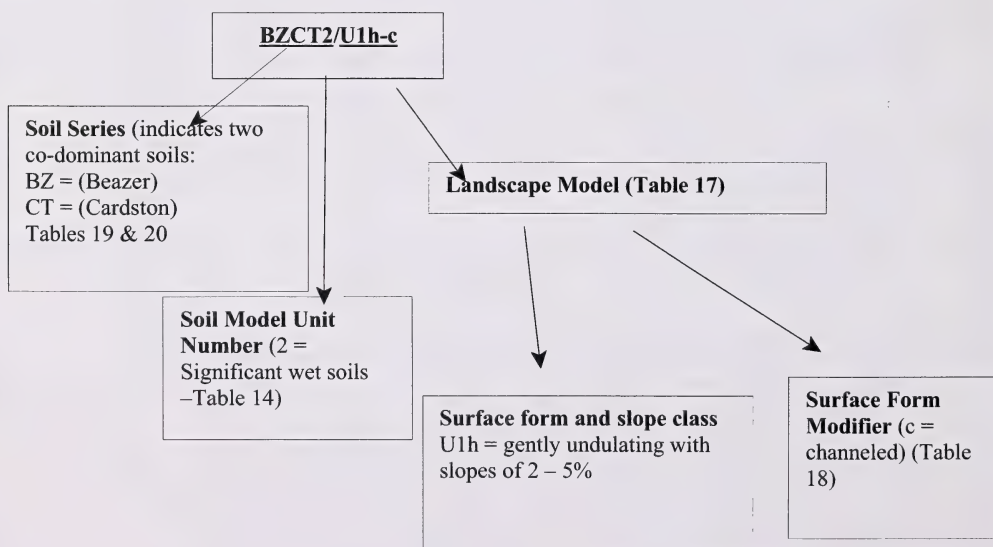 BZCT2/U1h-c
Soil Series (indicates two
co-dominant soils:
BZ = (Beazer)
CT = (Cardston)
Tables 19 & 20
Landscape Model (Table 17)
Soil Model Unit
Number (2 =
Significant wet soils
–Table 14)
Surface form and slope class
U1h = gently undulating with
slopes of 2 – 5%
Surface Form
Modifier (c =
channeled) (Table
18)